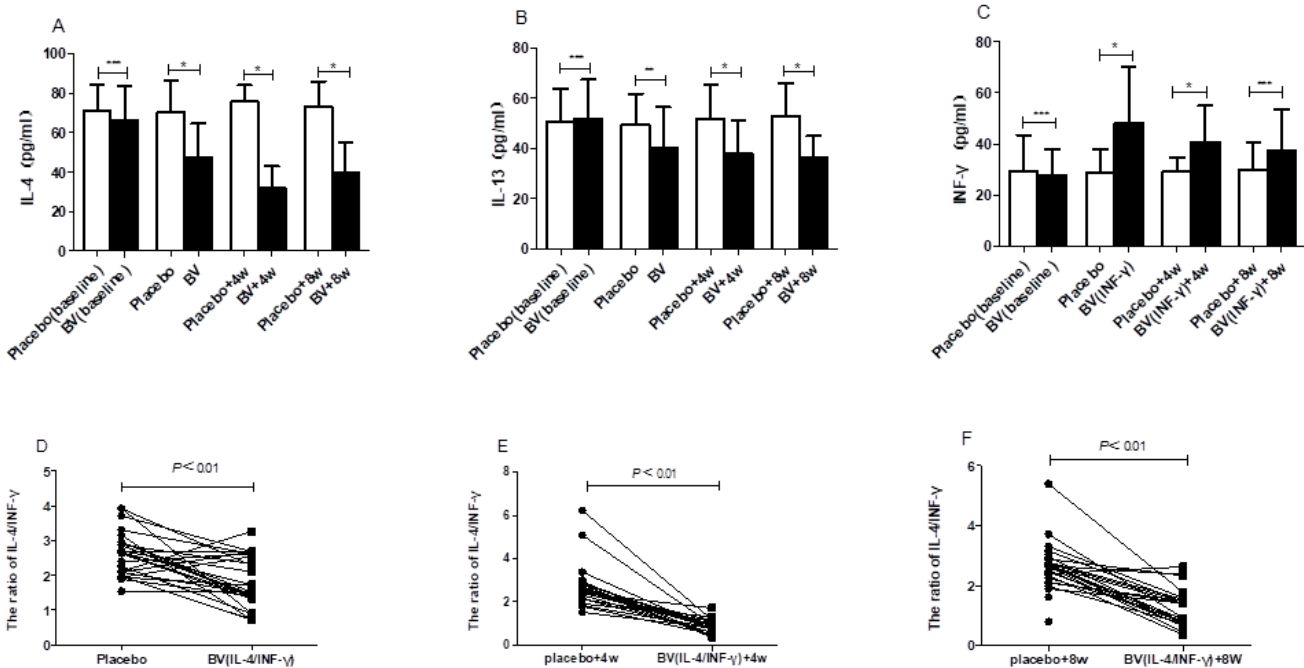 A
B
C
IL-4 (pg/ml)
100
80
60
40
20
0
***
*
*
*
Placebo(baseline)
BV(baseline)
Placebo
BV
Placebo+4w
BV+4w
Placebo+8w
BV+8w
IL-13 (pg/ml)
80
60
40
20
0
***
**
*
*
Placebo(baseline)
BV(baseline)
Placebo
BV
Placebo+4w
BV+4w
Placebo+8w
BV+8w
INF-γ (pg/ml)
80
60
40
20
0
***
*
*
***
Placebo(baseline)
BV(baseline)
Placebo
BV(INF-γ)
Placebo+4w
BV(INF-γ)+4w
Placebo+8w
BV(INF-γ)+8w
D
E
F
The ratio of IL-4/INF-γ
5
4
3
2
1
0
P< 0.01
Placebo
BV(IL-4/INF-γ)
The ratio of IL-4/INF-γ
8
6
4
2
0
P< 0.01
placebo+4w
BV(IL-4/INF-γ)+4w
The ratio of IL-4/INF-γ
6
4
2
0
P< 0.01
placebo+8w
BV(IL-4/INF-γ)+8W